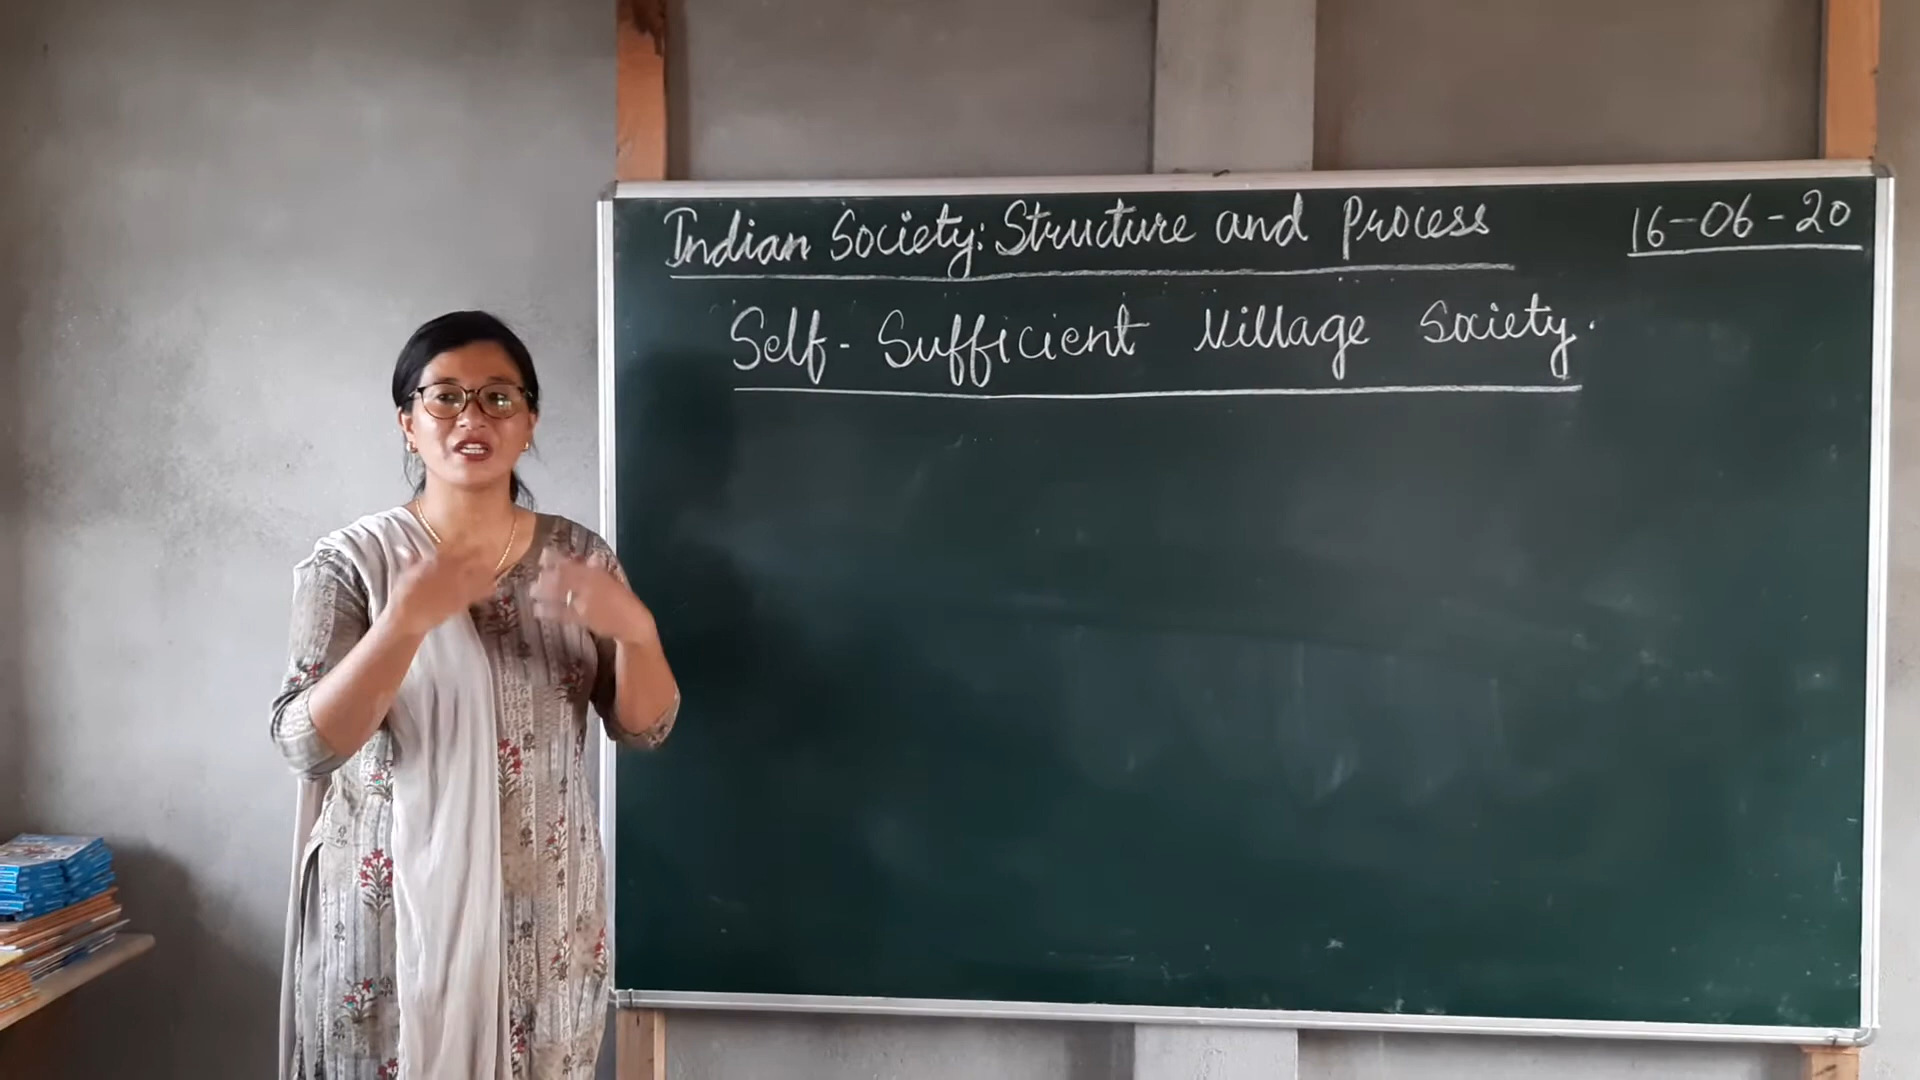 Indian Society: Structure and Process
16-06-20
Self-Sufficient Village Society.